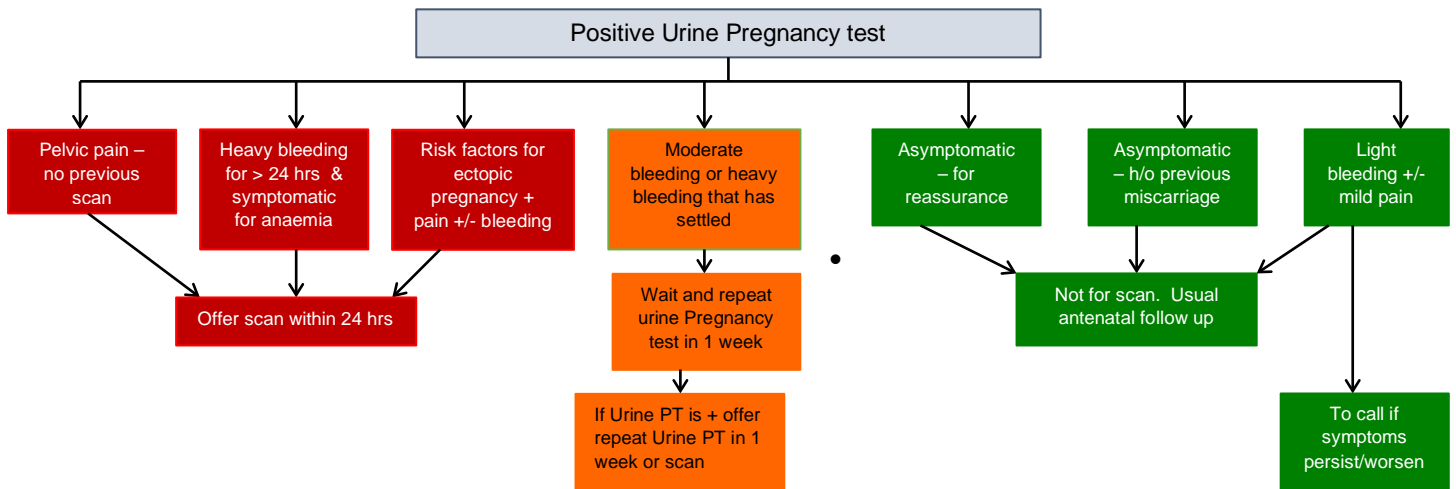 Positive Urine Pregnancy test
Pelvic pain –
no previous
scan
Heavy bleeding
for > 24 hrs &
symptomatic
for anaemia
Risk factors for
ectopic
pregnancy +
pain +/- bleeding
Moderate
bleeding or heavy
bleeding that has
settled
Asymptomatic
– for
reassurance
Asymptomatic
– h/o previous
miscarriage
Light
bleeding +/-
mild pain
Offer scan within 24 hrs
Wait and repeat
urine Pregnancy
test in 1 week
Not for scan. Usual
antenatal follow up
If Urine PT is + offer
repeat Urine PT in 1
week or scan
To call if
symptoms
persist/worsen